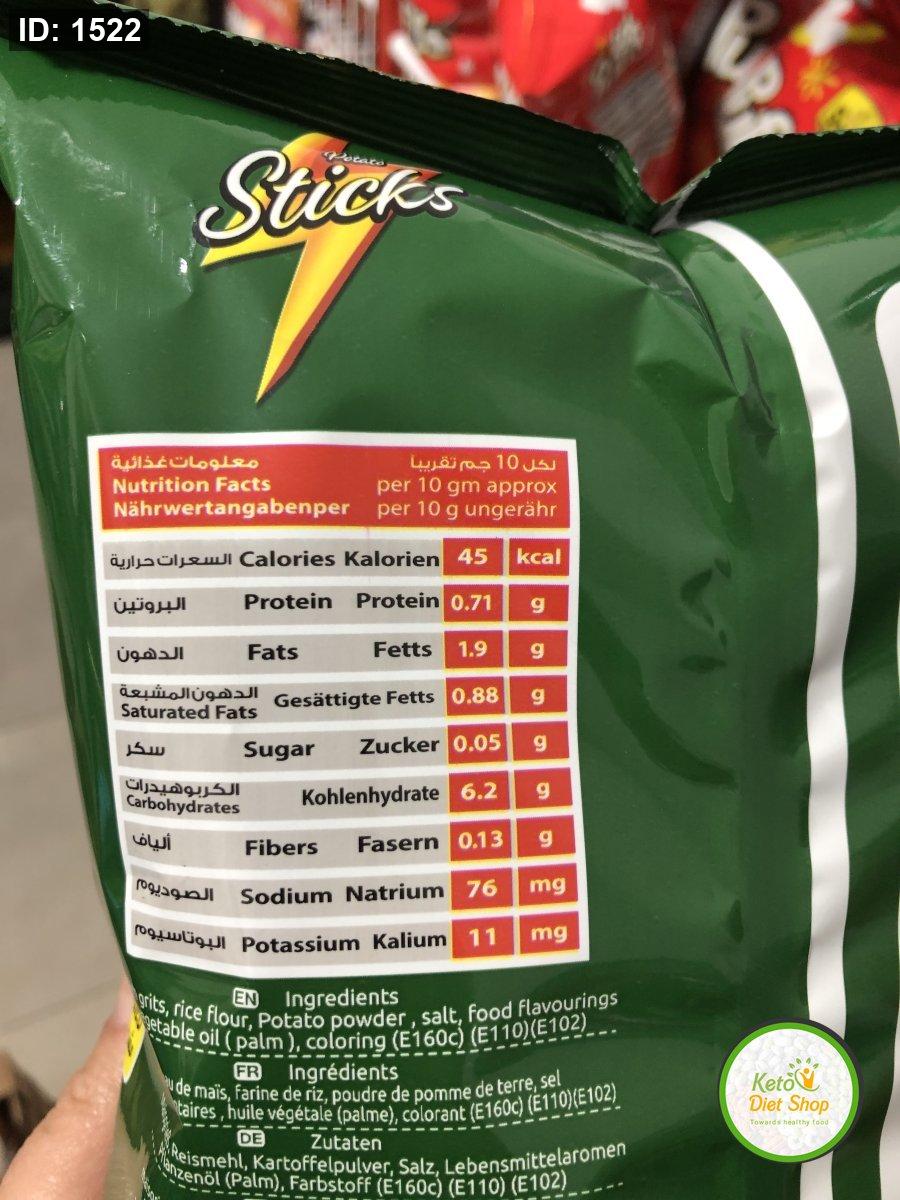 ID: 1522
Potato
Sticks
معلومات غذائية لكل 10 جم تقريباً
Nutrition Facts per 10 gm approx
Nährwertangabenper per 10 g ungerähr
السعرات حرارية Calories Kalorien 45 kcal
البروتين Protein Protein 0.71 g
الدهون Fats Fetts 1.9 g
الدهون المشبعة
Saturated Fats Gesättigte Fetts 0.88 g
سكر Sugar Zucker 0.05 g
الكربوهيدرات
Carbohydrates Kohlenhydrate 6.2 g
ألياف Fibers Fasern 0.13 g
الصوديوم Sodium Natrium 76 mg
البوتاسيوم Potassium Kalium 11 mg
EN Ingredients
grits, rice flour, Potato powder , salt, food flavourings
getable oil ( palm ), coloring (E160c) (E110)(E102)
FR Ingrédients
de maïs, farine de riz, poudre de pomme de terre, sel
taires , huile végétale (palme), colorant (E160c) (E110)(E102)
DE Zutaten
Reismehl, Kartoffelpulver, Salz, Lebensmittelaromen
anzenöl (Palm), Farbstoff (E160c) (E110) (E102)
Keto
Diet Shop
Towards healthy food